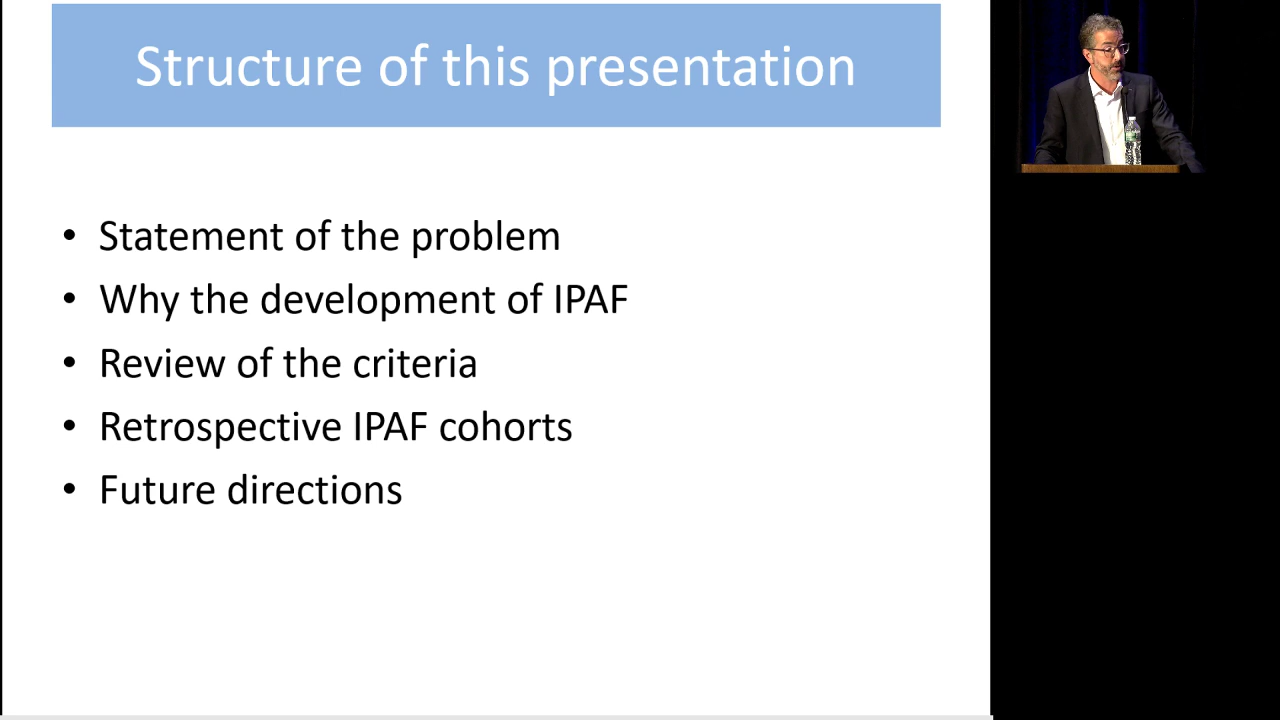 Structure of this presentation
• Statement of the problem
• Why the development of IPAF
• Review of the criteria
• Retrospective IPAF cohorts
• Future directions